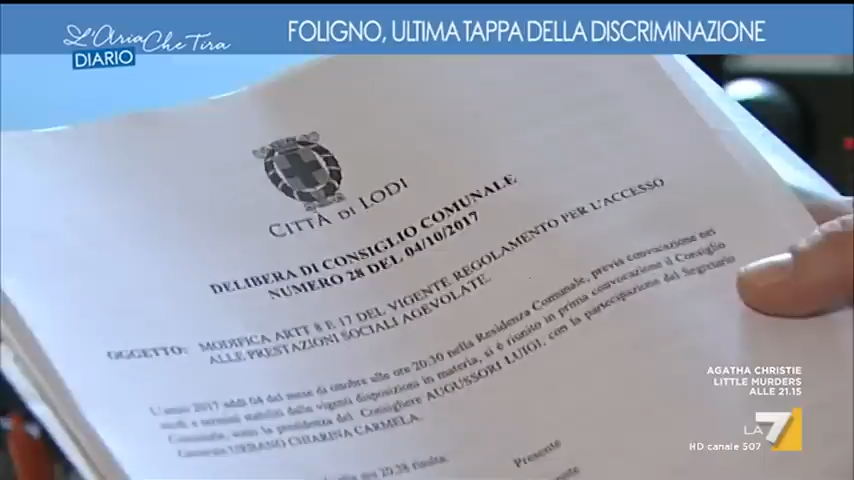 L'Aria Che Tira
DIARIO
FOLIGNO, ULTIMA TAPPA DELLA DISCRIMINAZIONE
CITTÀ DI LODI
DELIBERA DI CONSIGLIO COMUNALE
NUMERO 28 DEL 04/10/2017
OGGETTO: MODIFICA ARTT 8 E 17 DEL VIGENTE REGOLAMENTO PER L'ACCESSO
ALLE PRESTAZIONI SOCIALI AGEVOLATE.
L'anno 2017 addì 04 del mese di ottobre alle ore 20:30 nella Residenza Comunale, previa convocazione nei
modi e termini stabiliti dalle vigenti disposizioni in materia, si è riunito in prima convocazione il Consiglio
Comunale, sotto la presidenza del Consigliere AUGUSSORI LUIGI, con la partecipazione del Segretario
Generale URBANO CHIARINA CARMELA.
20.38 risulta:
Presente
AGATHA CHRISTIE
LITTLE MURDERS
ALLE 21.15
LA7
HD canale 507